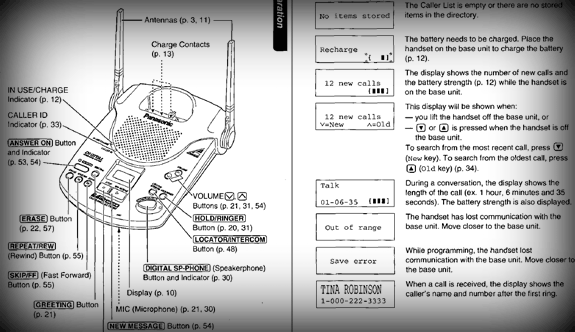 Antennas (p. 3, 11)
Charge Contacts
(p. 13)
IN USE/CHARGE
Indicator (p. 12)
CALLER ID
Indicator (p. 33)
ANSWER ON Button
and Indicator
(p. 53, 54)
Panasonic
VOLUME
Buttons (p. 21, 31, 54)
HOLD/RINGER
Button (p. 20, 31)
LOCATOR/INTERCOM
Button (p. 48)
ERASE Button
(p. 22, 57)
REPEAT/REW
(Rewind) Button (p. 55)
SKIP/FF (Fast Forward)
Button (p. 55)
GREETING Button
(p. 21)
DIGITAL SP-PHONE (Speakerphone)
Button and Indicator (p. 30)
Display (p. 10)
MIC (Microphone) (p. 21, 30)
NEW MESSAGE Button (p. 54)
aration
No items stored
The Caller List is empty or there are no stored
items in the directory.
Recharge
The battery needs to be charged. Place the
handset on the base unit to charge the battery
(p. 12).
12 new calls
The display shows the number of new calls and
the battery strength (p. 12) while the handset is
on the base unit.
12 new calls
V=New Λ=Old
This display will be shown when:
— you lift the handset off the base unit, or
— [▼] or [▲] is pressed when the handset is off
the base unit.
To search from the most recent call, press [▼]
(New key). To search from the oldest call, press
[▲] (Old key) (p. 34).
Talk
01-06-35
During a conversation, the display shows the
length of the call (ex. 1 hour, 6 minutes and 35
seconds). The battery strength is also displayed.
Out of range
The handset has lost communication with the
base unit. Move closer to the base unit.
Save error
While programming, the handset lost
communication with the base unit. Move closer to
the base unit.
TINA ROBINSON
1-000-222-3333
When a call is received, the display shows the
caller's name and number after the first ring.